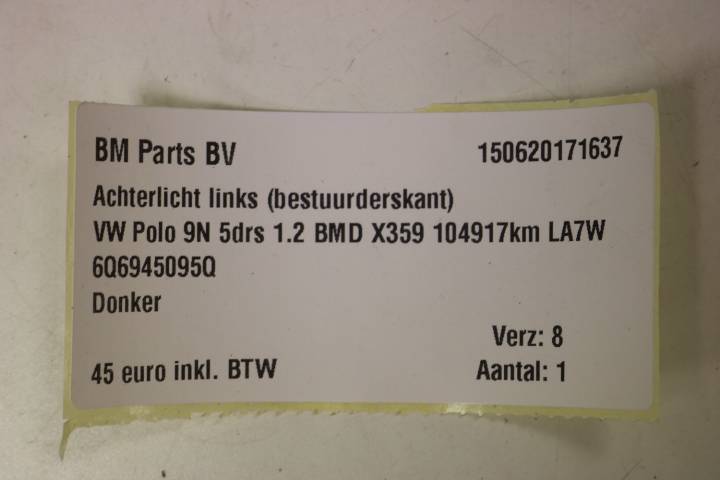 BM Parts BV 150620171637
Achterlicht links (bestuurderskant)
VW Polo 9N 5drs 1.2 BMD X359 104917km LA7W
6Q6945095Q
Donker
Verz: 8
45 euro inkl. BTW Aantal: 1